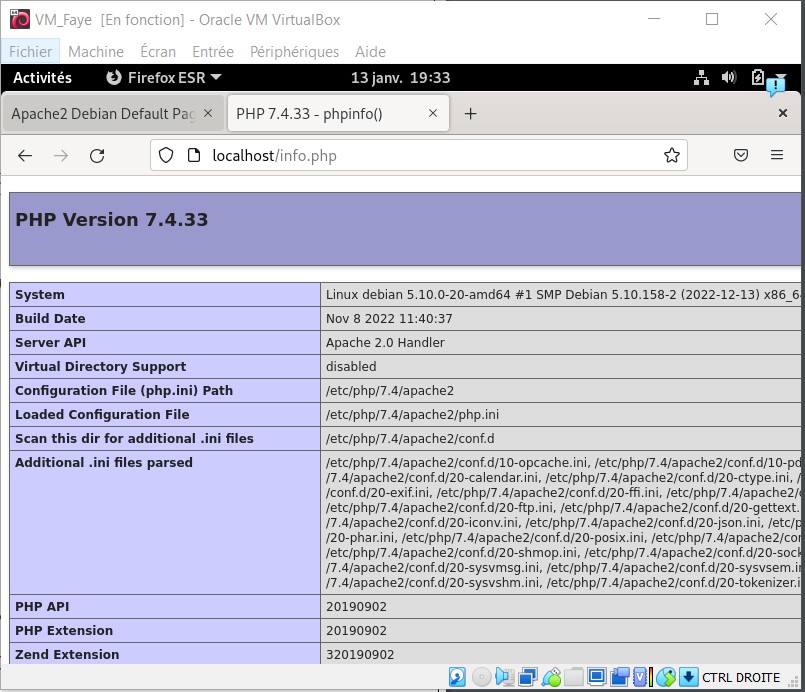 VM_Faye [En fonction] - Oracle VM VirtualBox
Fichier Machine Écran Entrée Périphériques Aide
Activités Firefox ESR 13 janv. 19:33
Apache2 Debian Default Pag PHP 7.4.33 - phpinfo()
localhost/info.php
PHP Version 7.4.33
System Linux debian 5.10.0-20-amd64 #1 SMP Debian 5.10.158-2 (2022-12-13) x86_64
Build Date Nov 8 2022 11:40:37
Server API Apache 2.0 Handler
Virtual Directory Support disabled
Configuration File (php.ini) Path /etc/php/7.4/apache2
Loaded Configuration File /etc/php/7.4/apache2/php.ini
Scan this dir for additional .ini files /etc/php/7.4/apache2/conf.d
Additional .ini files parsed /etc/php/7.4/apache2/conf.d/10-opcache.ini, /etc/php/7.4/apache2/conf.d/10-pd
/7.4/apache2/conf.d/20-calendar.ini, /etc/php/7.4/apache2/conf.d/20-ctype.ini, /
/conf.d/20-exif.ini, /etc/php/7.4/apache2/conf.d/20-ffi.ini, /etc/php/7.4/apache2/c
/etc/php/7.4/apache2/conf.d/20-ftp.ini, /etc/php/7.4/apache2/conf.d/20-gettext.
/7.4/apache2/conf.d/20-iconv.ini, /etc/php/7.4/apache2/conf.d/20-json.ini, /etc/p
/20-phar.ini, /etc/php/7.4/apache2/conf.d/20-posix.ini, /etc/php/7.4/apache2/con
/etc/php/7.4/apache2/conf.d/20-shmop.ini, /etc/php/7.4/apache2/conf.d/20-sock
/7.4/apache2/conf.d/20-sysvmsg.ini, /etc/php/7.4/apache2/conf.d/20-sysvsem.in
/7.4/apache2/conf.d/20-sysvshm.ini, /etc/php/7.4/apache2/conf.d/20-tokenizer.i
PHP API 20190902
PHP Extension 20190902
Zend Extension 320190902
CTRL DROITE